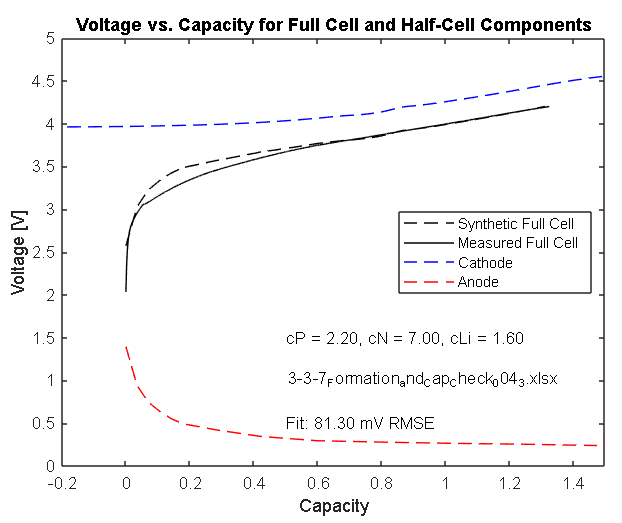 Voltage vs. Capacity for Full Cell and Half-Cell Components
5
4.5
4
3.5
3
2.5
2
1.5
1
0.5
0
Voltage [V]
Synthetic Full Cell
Measured Full Cell
Cathode
Anode
cP = 2.20, cN = 7.00, cLi = 1.60
3-3-7FormationandCapCheck0043.xlsx
Fit: 81.30 mV RMSE
-0.2 0 0.2 0.4 0.6 0.8 1 1.2 1.4
Capacity